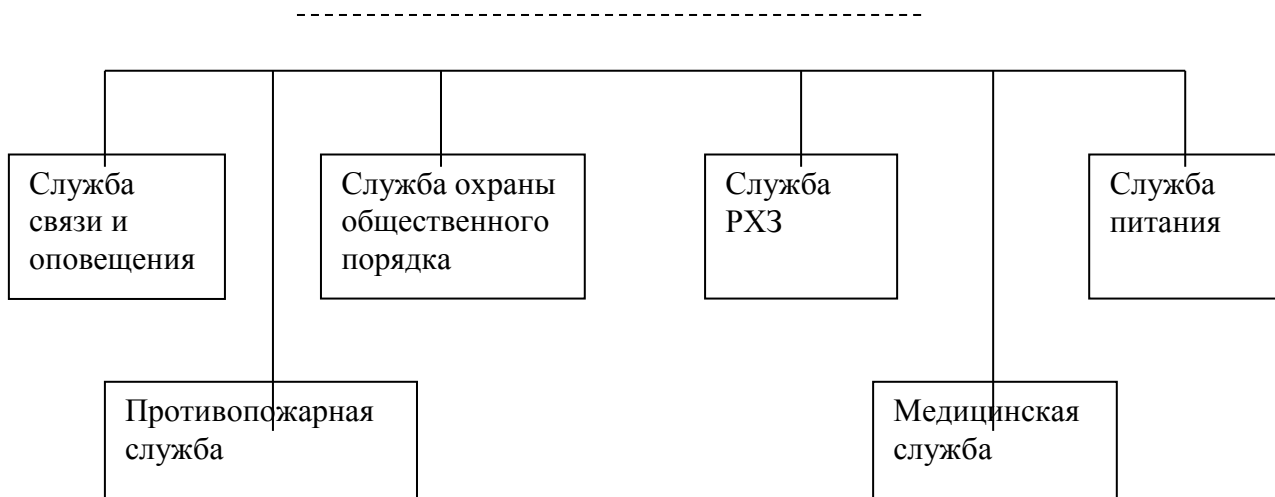 Служба
связи и
оповещения
Служба охраны
общественного
порядка
Служба
РХЗ
Служба
питания
Противопожарная
служба
Медицинская
служба